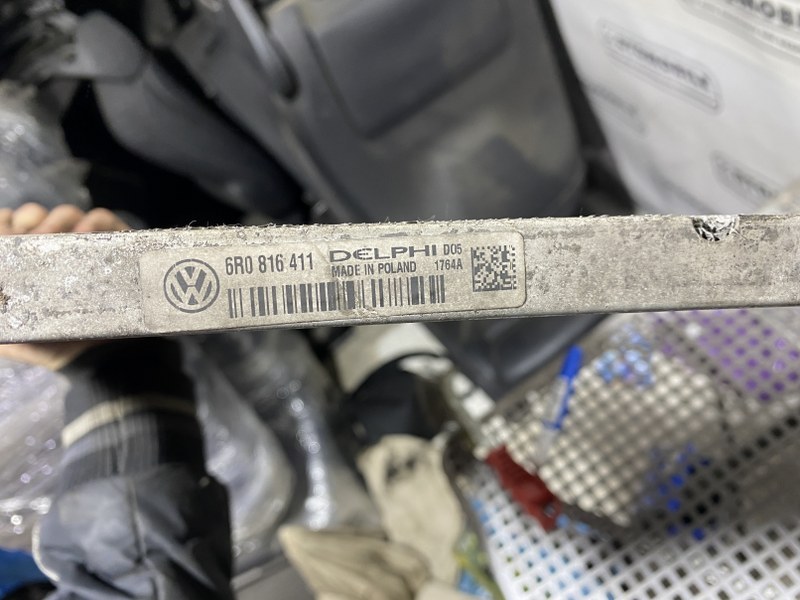 6R0 816 411 DELPHI D05
MADE IN POLAND 1764A